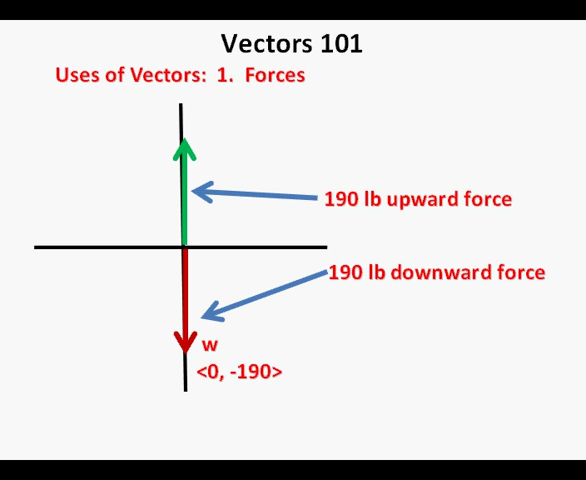 Vectors 101
Uses of Vectors:  1.  Forces
190 lb upward force
190 lb downward force
w
<0, -190>